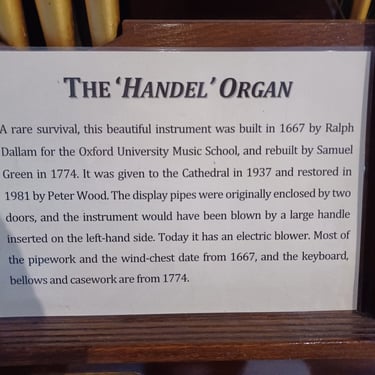 THE ‘HANDEL’ ORGAN
A rare survival, this beautiful instrument was built in 1667 by Ralph
Dallam for the Oxford University Music School, and rebuilt by Samuel
Green in 1774. It was given to the Cathedral in 1937 and restored in
1981 by Peter Wood. The display pipes were originally enclosed by two
doors, and the instrument would have been blown by a large handle
inserted on the left-hand side. Today it has an electric blower. Most of
the pipework and the wind-chest date from 1667, and the keyboard,
bellows and casework are from 1774.